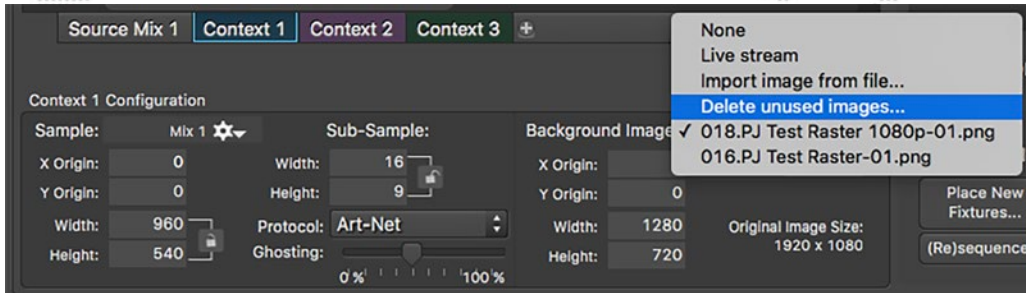 Source Mix 1 Context 1 Context 2 Context 3 +
None
Live stream
Import image from file...
Delete unused images...
✓ 018.PJ Test Raster 1080p-01.png
016.PJ Test Raster-01.png
Context 1 Configuration
Sample: Mix 1
X Origin: 0
Y Origin: 0
Width: 960
Height: 540
Sub-Sample:
Width: 16
Height: 9
Protocol: Art-Net
Ghosting:
0% 100%
Background Image
X Origin:
Y Origin: 0
Width: 1280
Height: 720
Original Image Size:
1920 x 1080
Place New
Fixtures...
(Re)sequence